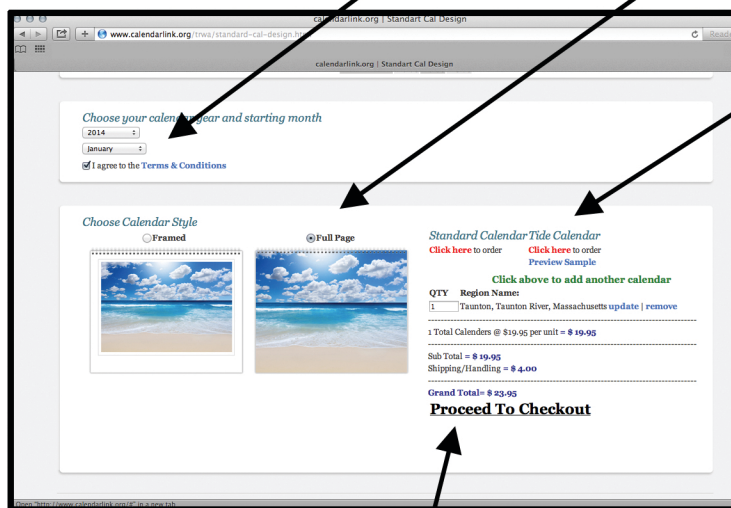 calendarlink.org | Standart Cal Design
www.calendarlink.org/trwa/standard-cal-design.ht
Reade
calendarlink.org | Standart Cal Design
Choose your calendar year and starting month
2014
January
I agree to the Terms & Conditions
Choose Calendar Style
Framed
Full Page
Standard Calendar Tide Calendar
Click here to order Click here to order
Preview Sample
Click above to add another calendar
QTY Region Name:
1 Taunton, Taunton River, Massachusetts update | remove
1 Total Calenders @ $19.95 per unit = $ 19.95
Sub Total = $ 19.95
Shipping/Handling = $ 4.00
Grand Total= $ 23.95
Proceed To Checkout
Open "http://www.calendarlink.org/#" in a new tab